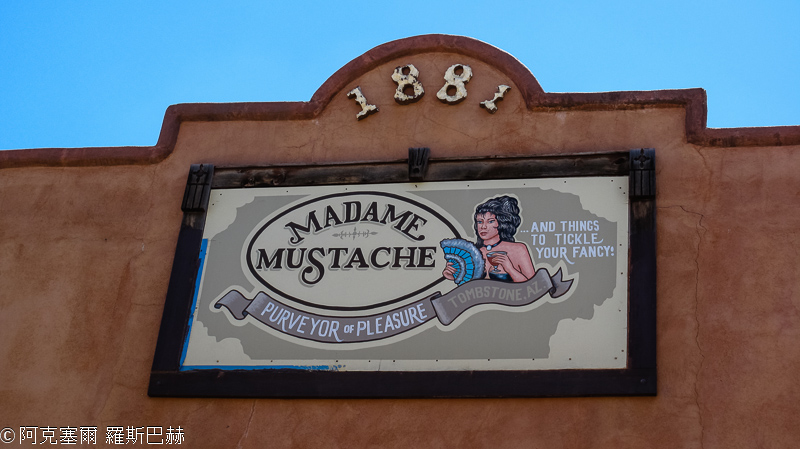 1881
MADAME
MUSTACHE
PURVEYOR OF PLEASURE
TOMBSTONE, AZ.
...AND THINGS
TO TICKLE
YOUR FANCY!
©阿克塞爾 羅斯巴赫